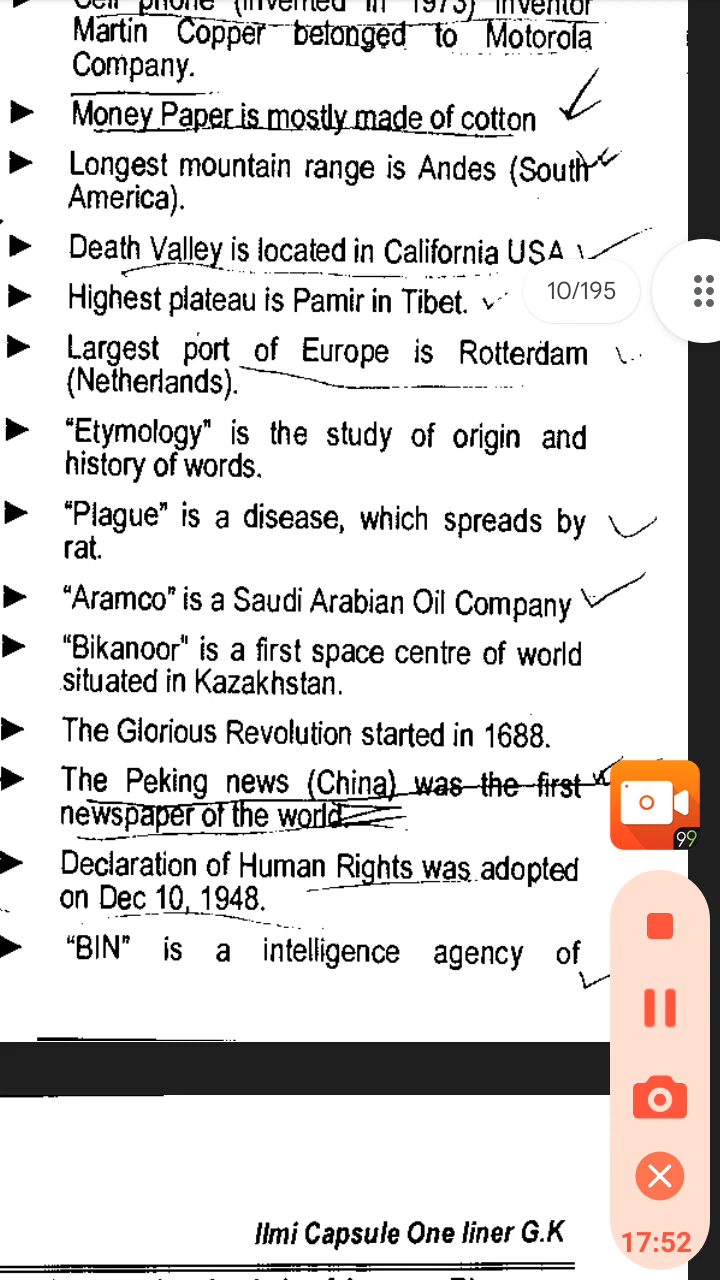 Cell phone (invented in 1973) inventor
Martin Copper belonged to Motorola
Company.
Money Paper is mostly made of cotton
Longest mountain range is Andes (South
America).
Death Valley is located in California USA
Highest plateau is Pamir in Tibet.
10/195
Largest port of Europe is Rotterdam
(Netherlands).
“Etymology” is the study of origin and
history of words.
“Plague” is a disease, which spreads by
rat.
“Aramco” is a Saudi Arabian Oil Company
“Bikanoor” is a first space centre of world
situated in Kazakhstan.
The Glorious Revolution started in 1688.
The Peking news (China) was the first
newspaper of the world.
99
Declaration of Human Rights was adopted
on Dec 10, 1948.
“BIN” is a intelligence agency of
17:52
Ilmi Capsule One liner G.K